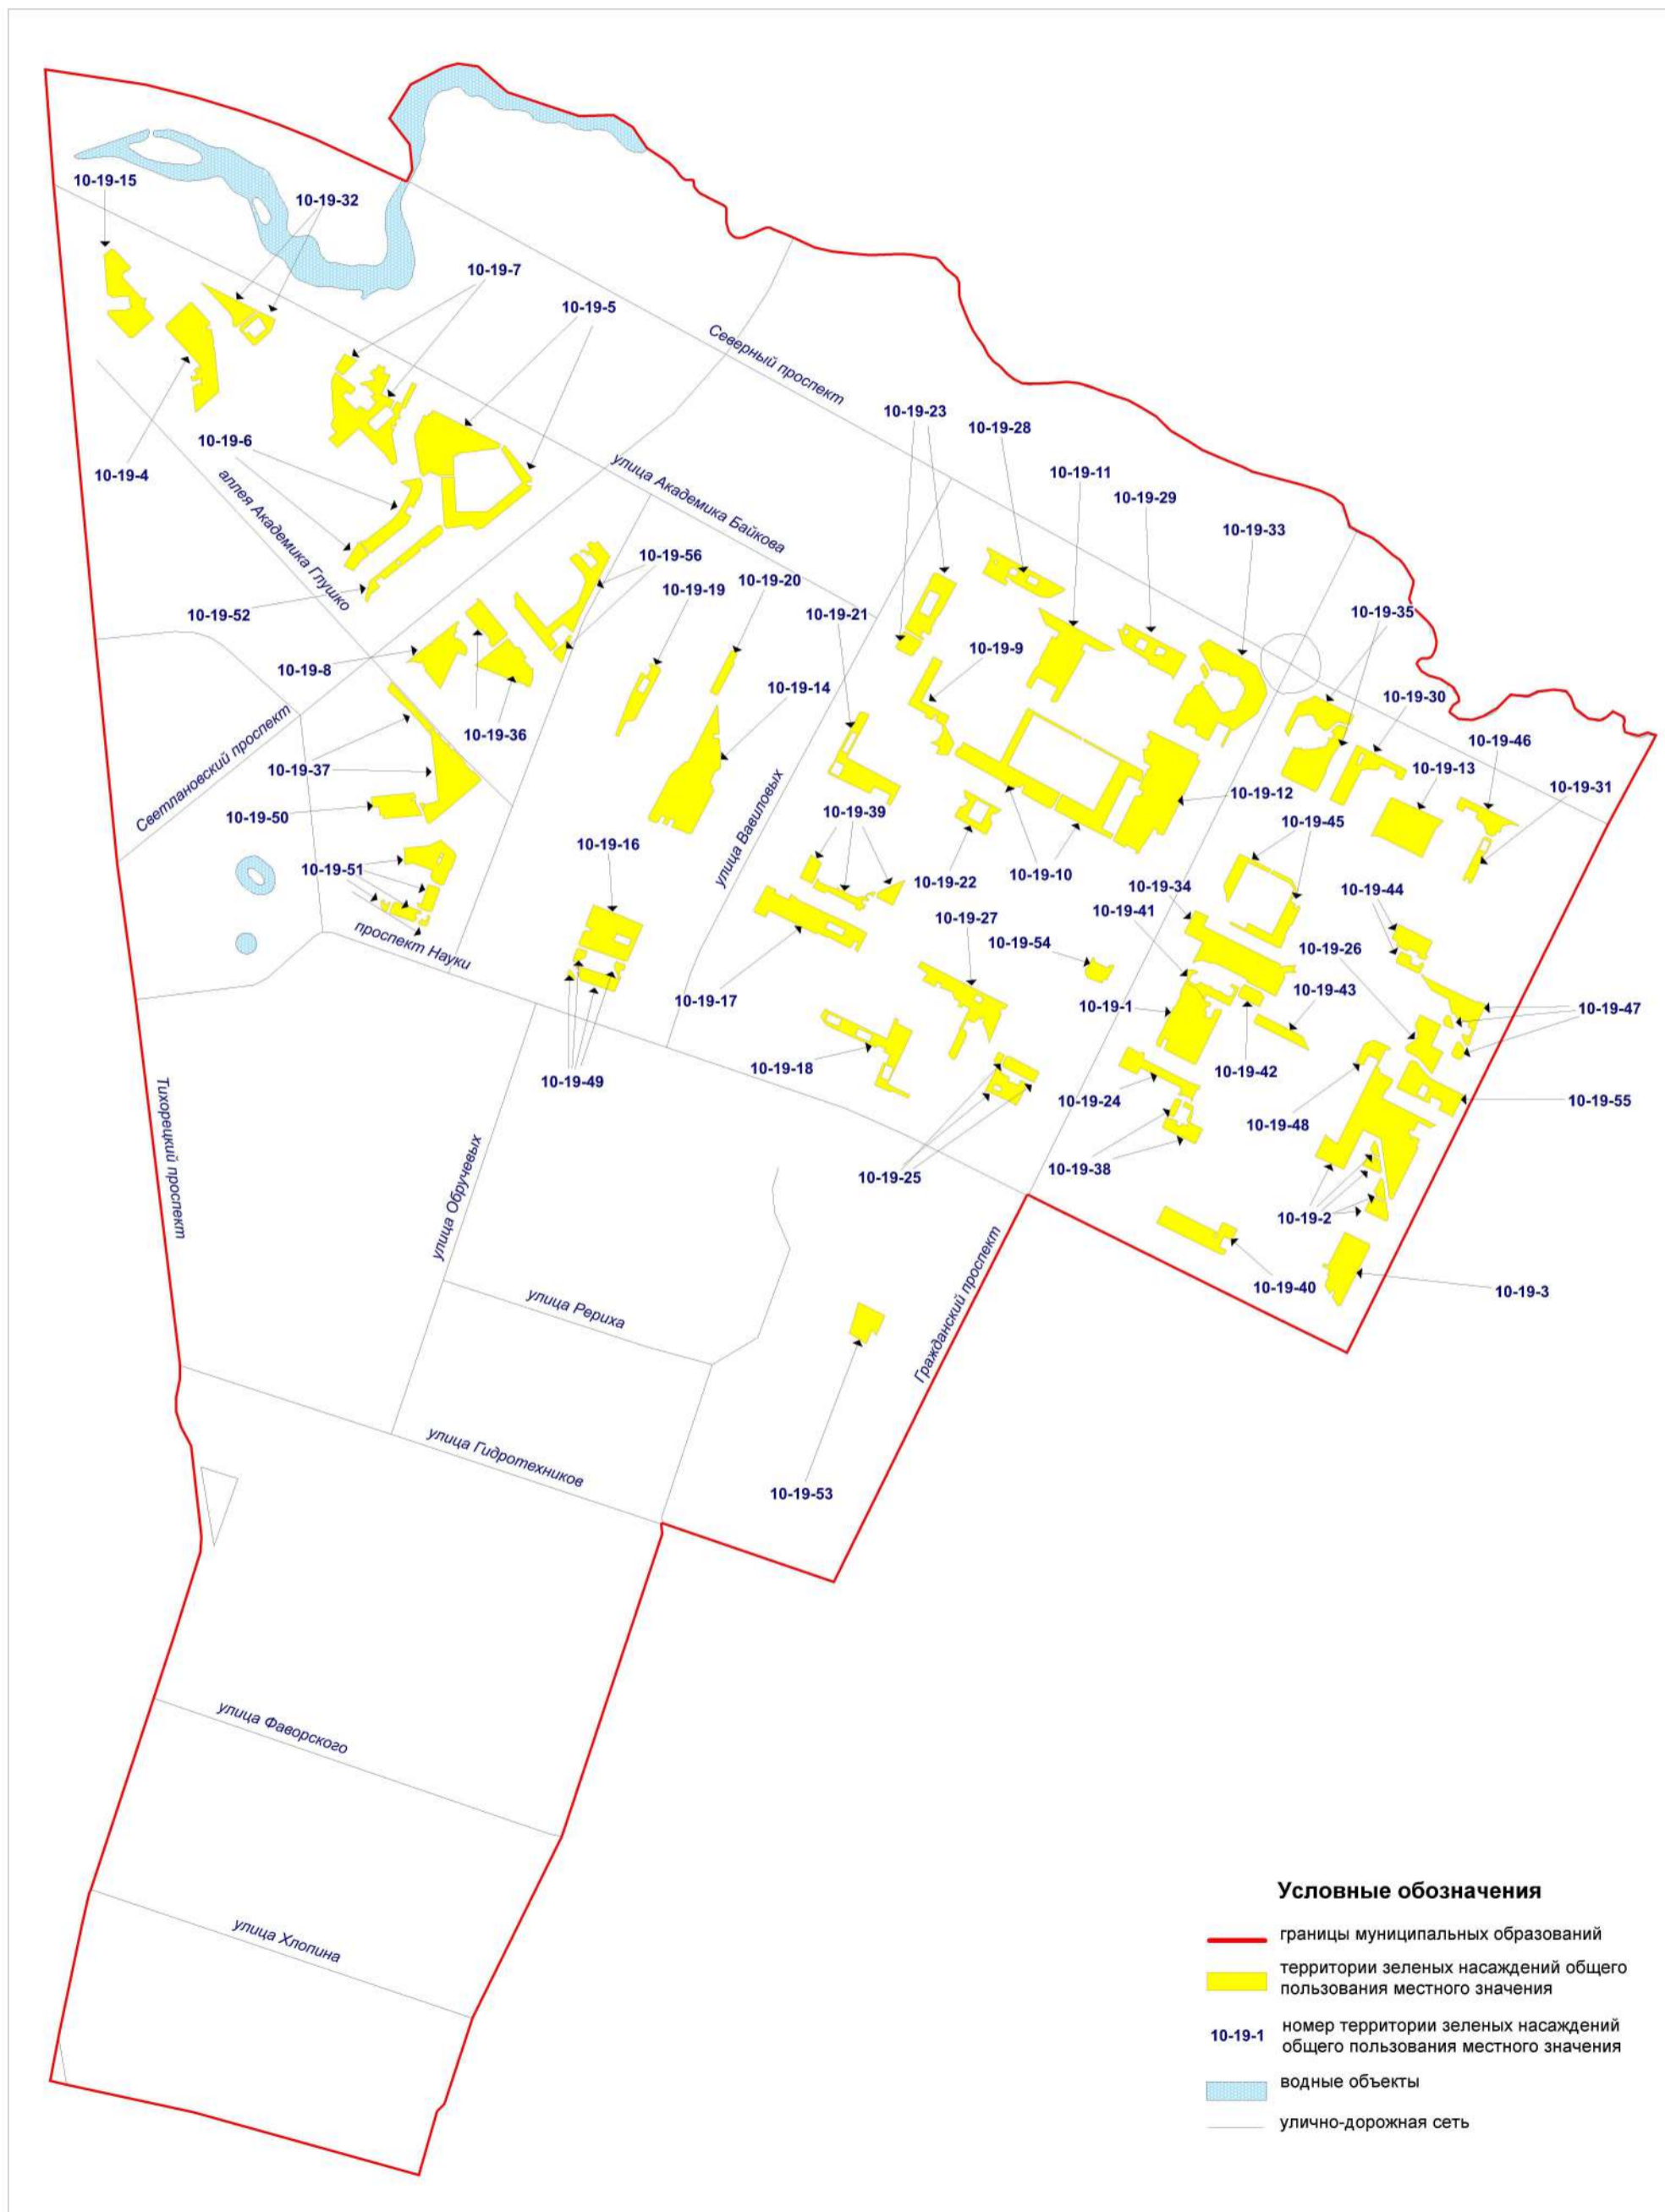 10-19-15
10-19-32
10-19-7
10-19-5
Северный проспект
10-19-23
10-19-28
10-19-6
10-19-4
аллея Академика Глушко
улица Академика Байкова
10-19-11
10-19-29
10-19-33
10-19-56
10-19-20
10-19-19
10-19-52
10-19-21
10-19-35
10-19-8
10-19-9
10-19-14
10-19-30
10-19-36
10-19-46
Светлановский проспект
10-19-37
10-19-13
10-19-31
10-19-12
10-19-50
10-19-39
10-19-45
улица Вавиловых
10-19-16
10-19-51
10-19-22
10-19-10
10-19-34
10-19-44
10-19-41
10-19-27
проспект Науки
10-19-54
10-19-26
10-19-17
10-19-43
10-19-1
10-19-47
10-19-49
10-19-18
10-19-42
10-19-24
10-19-55
Тихорецкий проспект
10-19-48
улица Обручевых
10-19-25
10-19-38
10-19-2
10-19-40
10-19-3
улица Рериха
Гражданский проспект
улица Гидротехников
10-19-53
улица Фаворского
улица Хлопина
Условные обозначения
границы муниципальных образований
территории зеленых насаждений общего
пользования местного значения
10-19-1
номер территории зеленых насаждений
общего пользования местного значения
водные объекты
улично-дорожная сеть